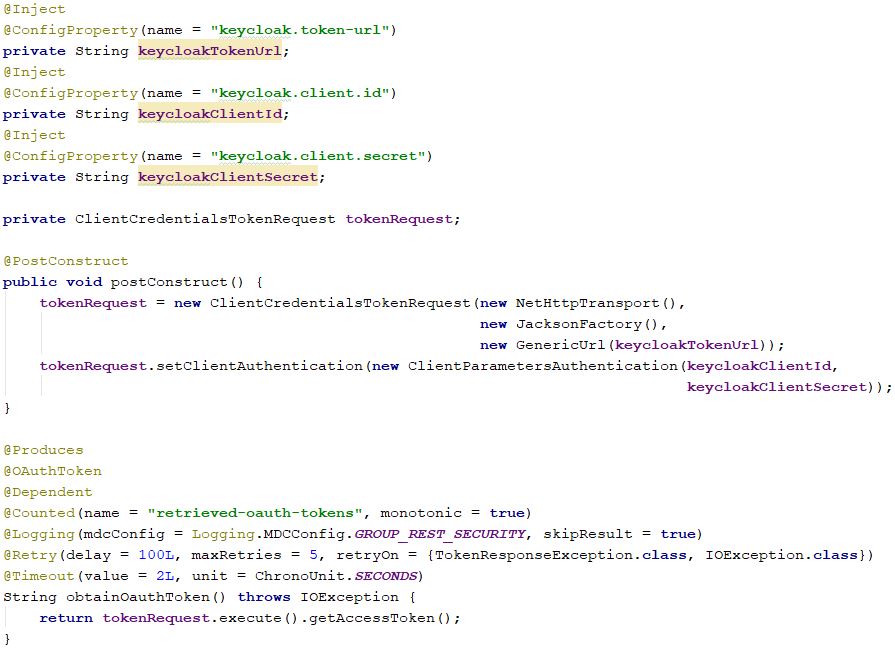 @Inject
@ConfigProperty(name = "keycloak.token-url")
private String keycloakTokenUrl;
@Inject
@ConfigProperty(name = "keycloak.client.id")
private String keycloakClientId;
@Inject
@ConfigProperty(name = "keycloak.client.secret")
private String keycloakClientSecret;
private ClientCredentialsTokenRequest tokenRequest;
@PostConstruct
public void postConstruct() {
    tokenRequest = new ClientCredentialsTokenRequest(new NetHttpTransport(),
                                                     new JacksonFactory(),
                                                     new GenericUrl(keycloakTokenUrl));
    tokenRequest.setClientAuthentication(new ClientParametersAuthentication(keycloakClientId,
                                                                            keycloakClientSecret));
}
@Produces
@OAuthToken
@Dependent
@Counted(name = "retrieved-oauth-tokens", monotonic = true)
@Logging(mdcConfig = Logging.MDCConfig.GROUP_REST_SECURITY, skipResult = true)
@Retry(delay = 100L, maxRetries = 5, retryOn = {TokenResponseException.class, IOException.class})
@Timeout(value = 2L, unit = ChronoUnit.SECONDS)
String obtainOauthToken() throws IOException {
    return tokenRequest.execute().getAccessToken();
}